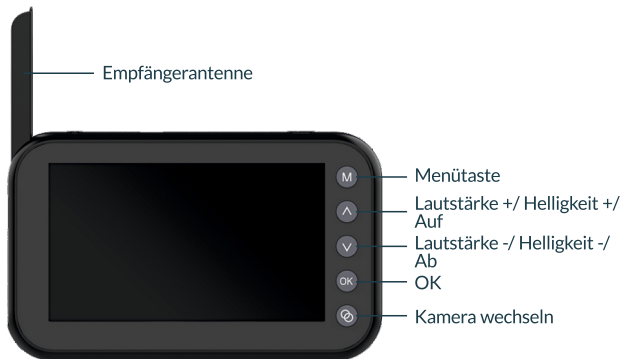 Empfängerantenne
M
Menütaste
Lautstärke +/ Helligkeit +/
Auf
Lautstärke -/ Helligkeit -/
Ab
OK
OK
Kamera wechseln